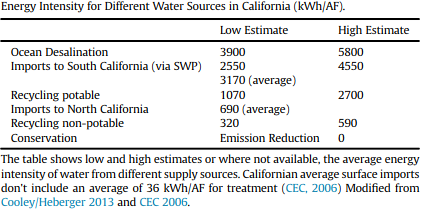 Energy Intensity for Different Water Sources in California (kWh/AF).
Low Estimate High Estimate
Ocean Desalination 3900 5800
Imports to South California (via SWP) 2550 4550
3170 (average)
Recycling potable 1070 2700
Imports to North California 690 (average)
Recycling non-potable 320 590
Conservation Emission Reduction 0
The table shows low and high estimates or where not available, the average energy
intensity of water from different supply sources. Californian average surface imports
don't include an average of 36 kWh/AF for treatment (CEC, 2006) Modified from
Cooley/Heberger 2013 and CEC 2006.